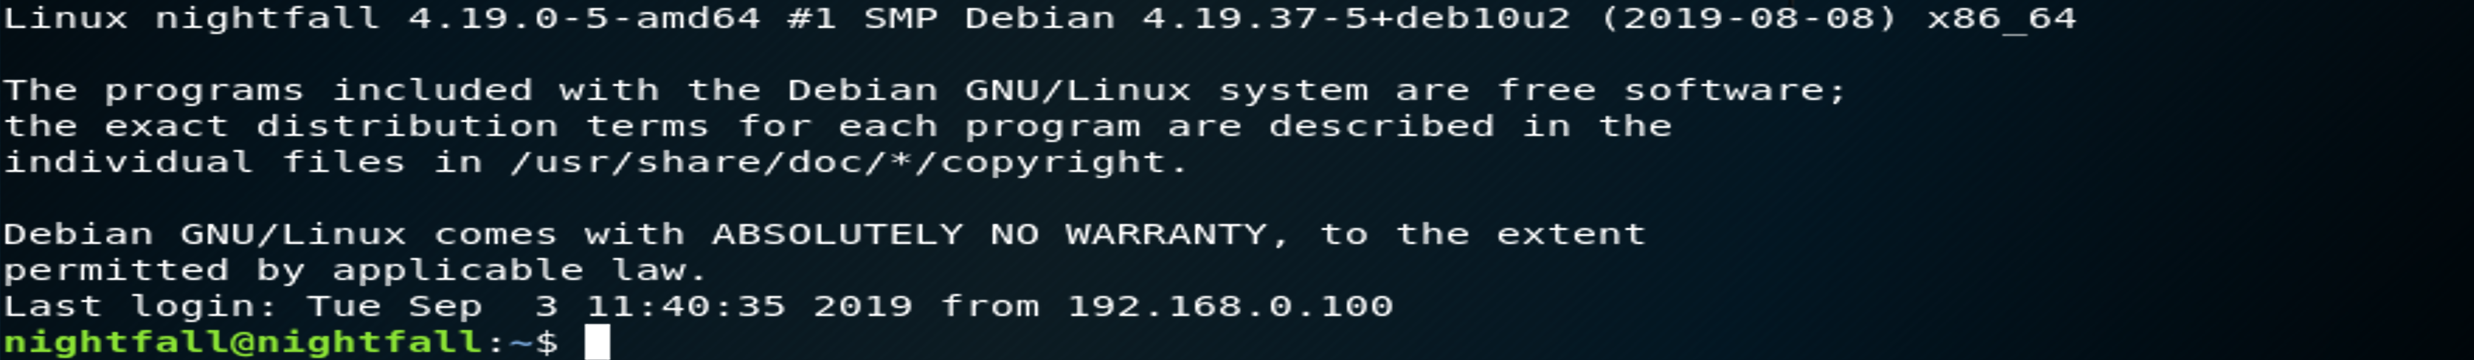 Linux nightfall 4.19.0-5-amd64 #1 SMP Debian 4.19.37-5+deb10u2 (2019-08-08) x86_64
The programs included with the Debian GNU/Linux system are free software;
the exact distribution terms for each program are described in the
individual files in /usr/share/doc/*/copyright.
Debian GNU/Linux comes with ABSOLUTELY NO WARRANTY, to the extent
permitted by applicable law.
Last login: Tue Sep  3 11:40:35 2019 from 192.168.0.100
nightfall@nightfall:~$